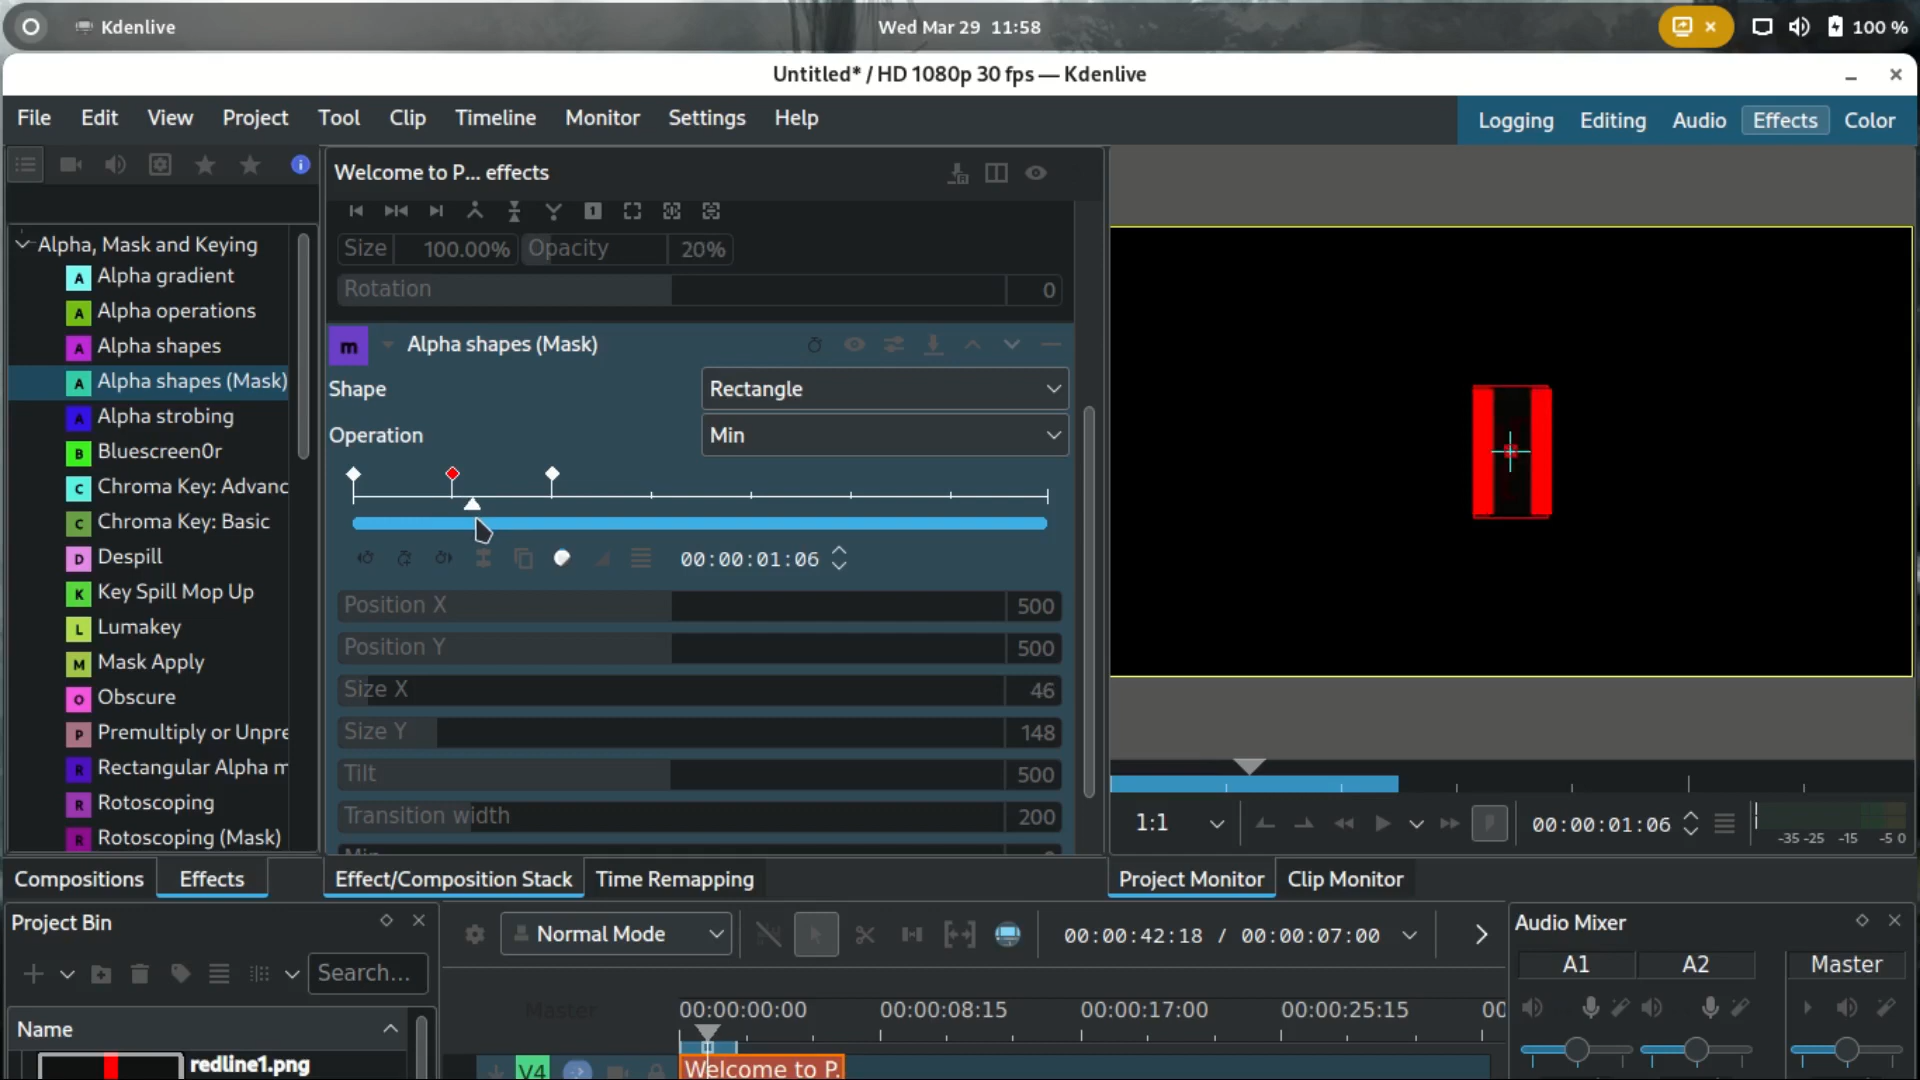 Kdenlive
Wed Mar 29 11:58
100 %
Untitled* / HD 1080p 30 fps — Kdenlive
File Edit View Project Tool Clip Timeline Monitor Settings Help
Logging Editing Audio Effects Color
Welcome to P... effects
Size 100.00% Opacity 20%
Rotation 0
Alpha, Mask and Keying
A Alpha gradient
A Alpha operations
A Alpha shapes
A Alpha shapes (Mask)
A Alpha strobing
B Bluescreen0r
C Chroma Key: Advanc
C Chroma Key: Basic
D Despill
K Key Spill Mop Up
L Lumakey
M Mask Apply
O Obscure
P Premultiply or Unpre
R Rectangular Alpha m
R Rotoscoping
R Rotoscoping (Mask)
m Alpha shapes (Mask)
Shape Rectangle
Operation Min
00:00:01:06
Position X 500
Position Y 500
Size X 46
Size Y 148
Tilt 500
Transition width 200
1:1
00:00:01:06
-35 -25 -15 -5 0
Compositions Effects
Effect/Composition Stack Time Remapping
Project Monitor Clip Monitor
Project Bin
Search...
Name
redline1.png
Normal Mode
00:00:42:18 / 00:00:07:00
Master
00:00:00:00 00:00:08:15 00:00:17:00 00:00:25:15 00
V4
Welcome to P.
Audio Mixer
A1 A2 Master